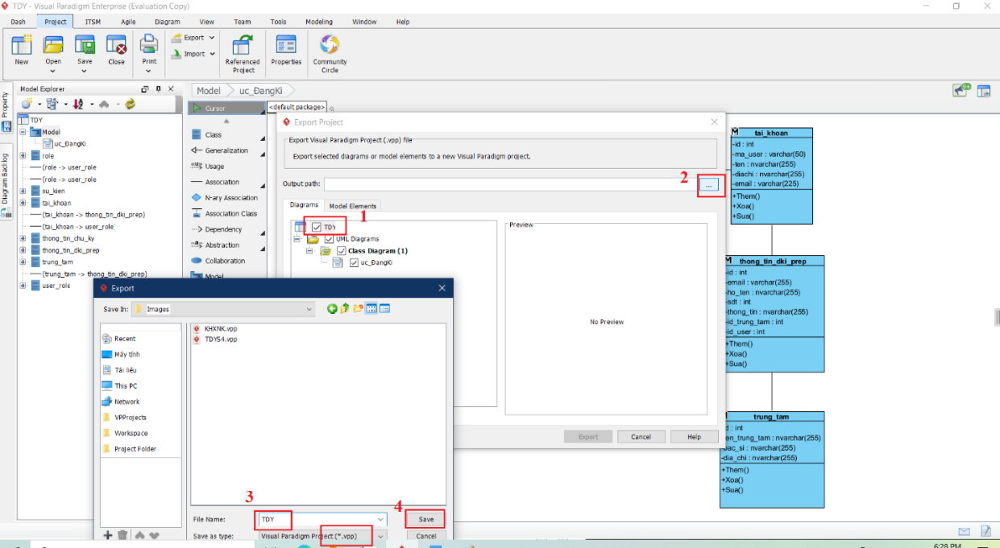 TDY - Visual Paradigm Enterprise (Evaluation Copy)
Dash Project ITSM Agile Diagram View Team Tools Modeling Window Help
New Open Save Close Print Export Import Referenced Project Properties Community Circle
Property
Diagram Backlog
Model Explorer
TDY
Model
uc_ĐangKi
role
(role -> user_role
(role -> user_role
su_kien
tai_khoan
(tai_khoan -> thong_tin_dki_prep)
(tai_khoan -> user_role)
thong_tin_chu_ky
thong_tin_dki_prep
trung_tam
(trung_tam -> thong_tin_dki_prep)
user_role
Model uc_ĐangKi
<default package>
Cursor
Class
Generalization
Usage
Association
N-ary Association
Association Class
Dependency
Abstraction
Collaboration
Model
Export Project
Export Visual Paradigm Project (.vpp) file
Export selected diagrams or model elements to a new Visual Paradigm project.
Output path:
2
...
Diagrams Model Elements
1
TDY
UML Diagrams
Class Diagram (1)
uc_ĐangKi
Preview
No Preview
Export Cancel Help
Export
Save In: Images
Recent
Máy tính
Tài liệu
This PC
Network
VPProjects
Workspace
Project Folder
KHXNK.vpp
TDYS4.vpp
3
4
File Name: TDY Save
Save as type: Visual Paradigm Project (*.vpp) Cancel
tai_khoan
-id : int
-ma_user : varchar(50)
-ten : nvarchar(255)
-diachi : nvarchar(255)
-email : varchar(225)
+Them()
+Xoa()
+Sua()
thong_tin_dki_prep
-id : int
-email : varchar(255)
-ho_ten : nvarchar(255)
-sdt : int
-thong_tin : nvarchar(255)
-id_trung_tam : int
-id_user : int
+Them()
+Xoa()
+Sua()
trung_tam
id : int
ten_trung_tam : nvarchar(255)
bac_si : nvarchar(255)
-dia_chi : nvarchar(255)
+Them()
+Xoa()
+Sua()
6:28 PM